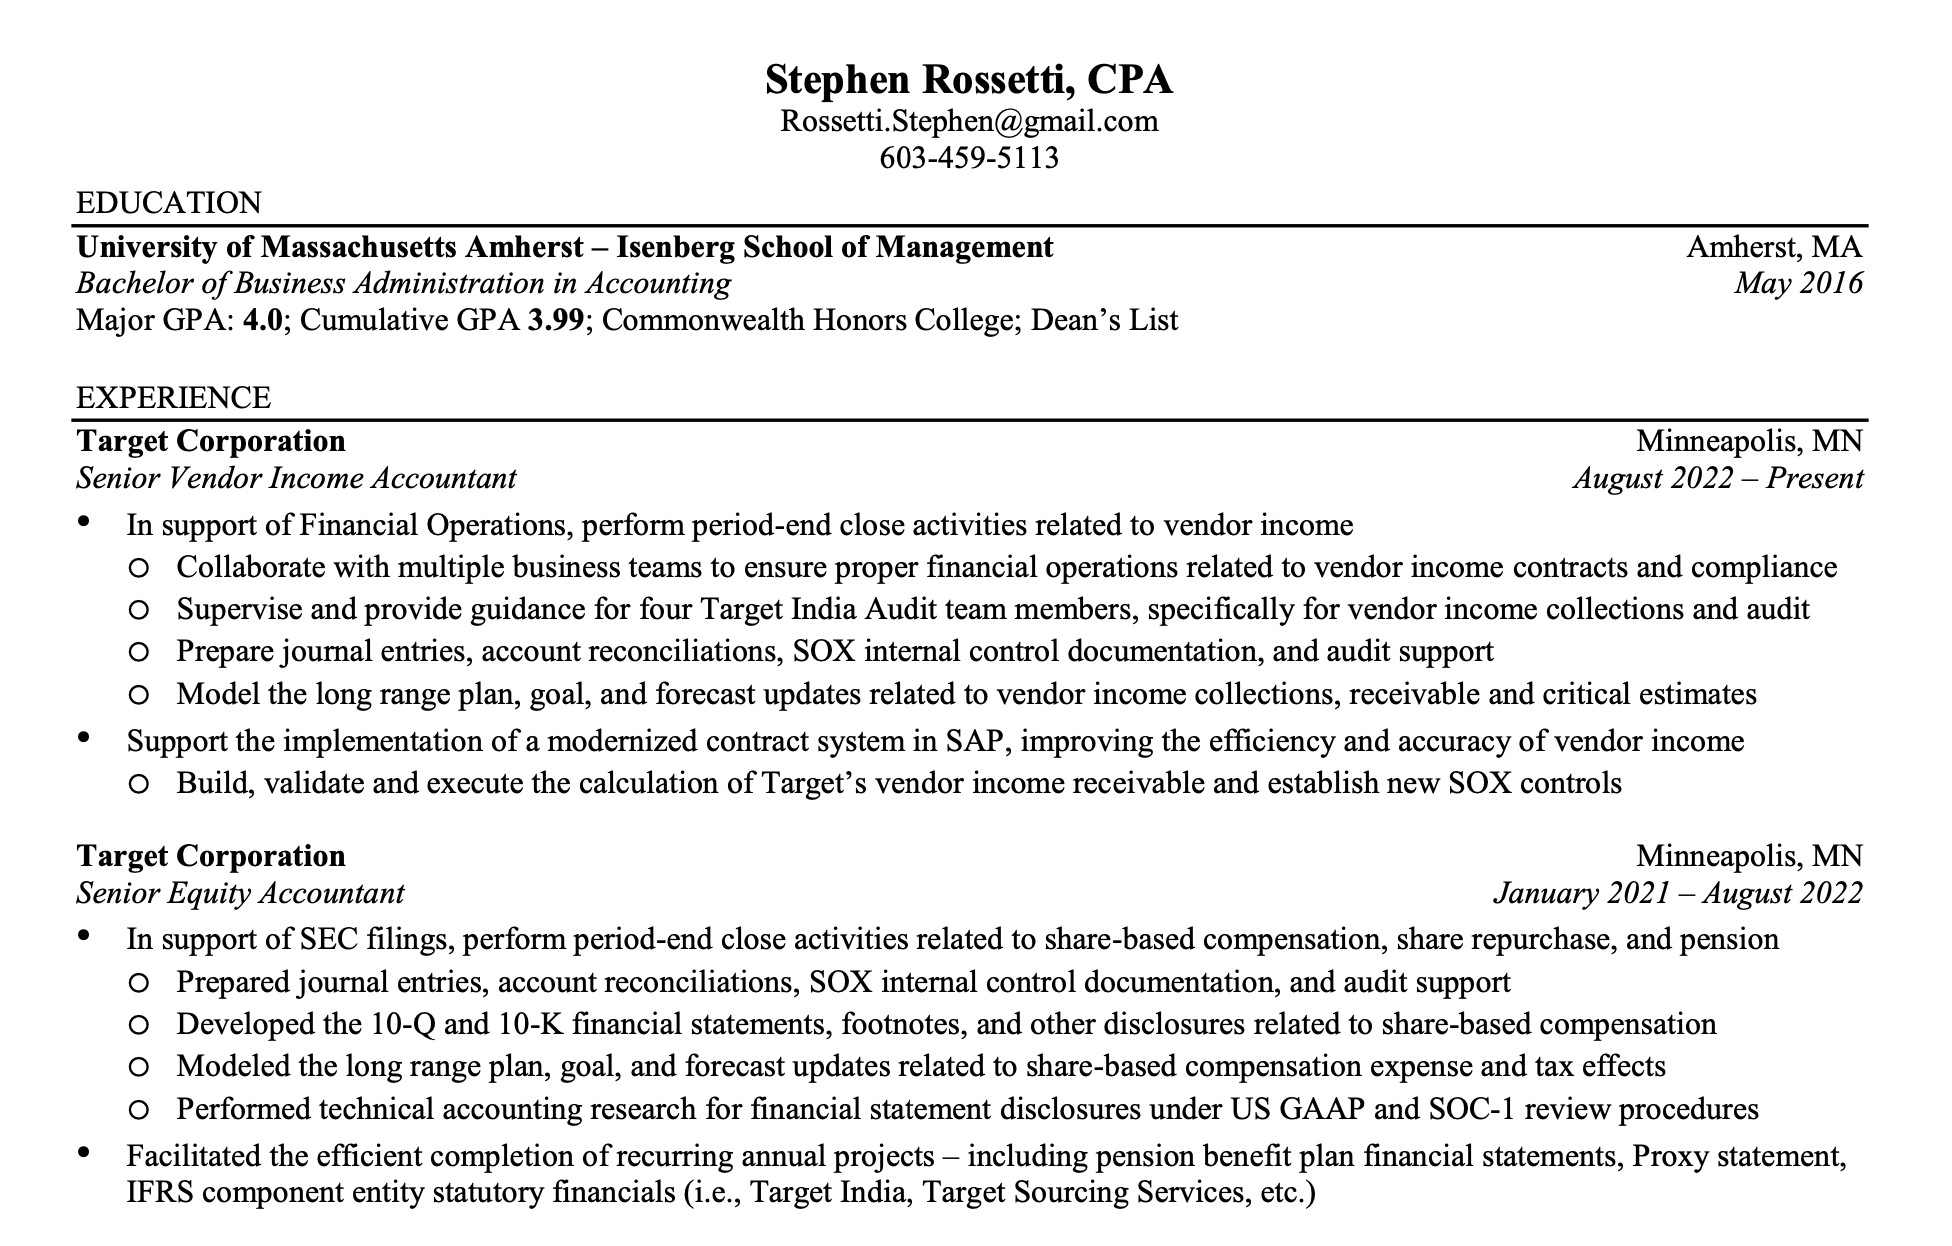 Stephen Rossetti, CPA
Rossetti.Stephen@gmail.com
603-459-5113
EDUCATION
University of Massachusetts Amherst – Isenberg School of Management Amherst, MA
Bachelor of Business Administration in Accounting May 2016
Major GPA: 4.0; Cumulative GPA 3.99; Commonwealth Honors College; Dean’s List
EXPERIENCE
Target Corporation Minneapolis, MN
Senior Vendor Income Accountant August 2022 – Present
• In support of Financial Operations, perform period-end close activities related to vendor income
o Collaborate with multiple business teams to ensure proper financial operations related to vendor income contracts and compliance
o Supervise and provide guidance for four Target India Audit team members, specifically for vendor income collections and audit
o Prepare journal entries, account reconciliations, SOX internal control documentation, and audit support
o Model the long range plan, goal, and forecast updates related to vendor income collections, receivable and critical estimates
• Support the implementation of a modernized contract system in SAP, improving the efficiency and accuracy of vendor income
o Build, validate and execute the calculation of Target’s vendor income receivable and establish new SOX controls
Target Corporation Minneapolis, MN
Senior Equity Accountant January 2021 – August 2022
• In support of SEC filings, perform period-end close activities related to share-based compensation, share repurchase, and pension
o Prepared journal entries, account reconciliations, SOX internal control documentation, and audit support
o Developed the 10-Q and 10-K financial statements, footnotes, and other disclosures related to share-based compensation
o Modeled the long range plan, goal, and forecast updates related to share-based compensation expense and tax effects
o Performed technical accounting research for financial statement disclosures under US GAAP and SOC-1 review procedures
• Facilitated the efficient completion of recurring annual projects – including pension benefit plan financial statements, Proxy statement,
IFRS component entity statutory financials (i.e., Target India, Target Sourcing Services, etc.)